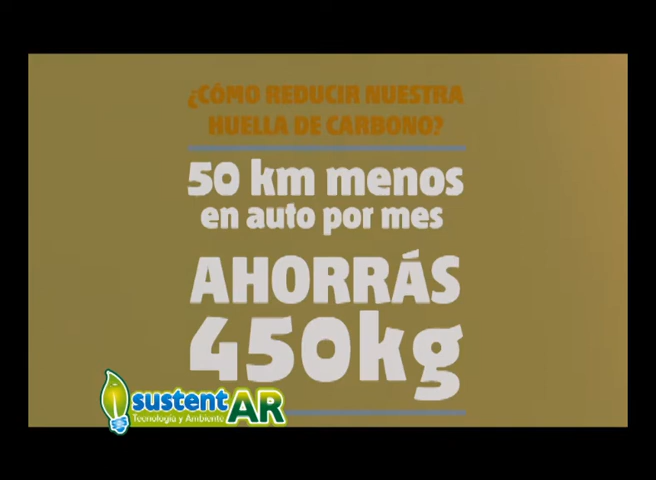 ¿CÓMO REDUCIR NUESTRA
HUELLA DE CARBONO?
50 km menos
en auto por mes
AHORRÁS
450kg
sustentAR
Tecnología y Ambiente